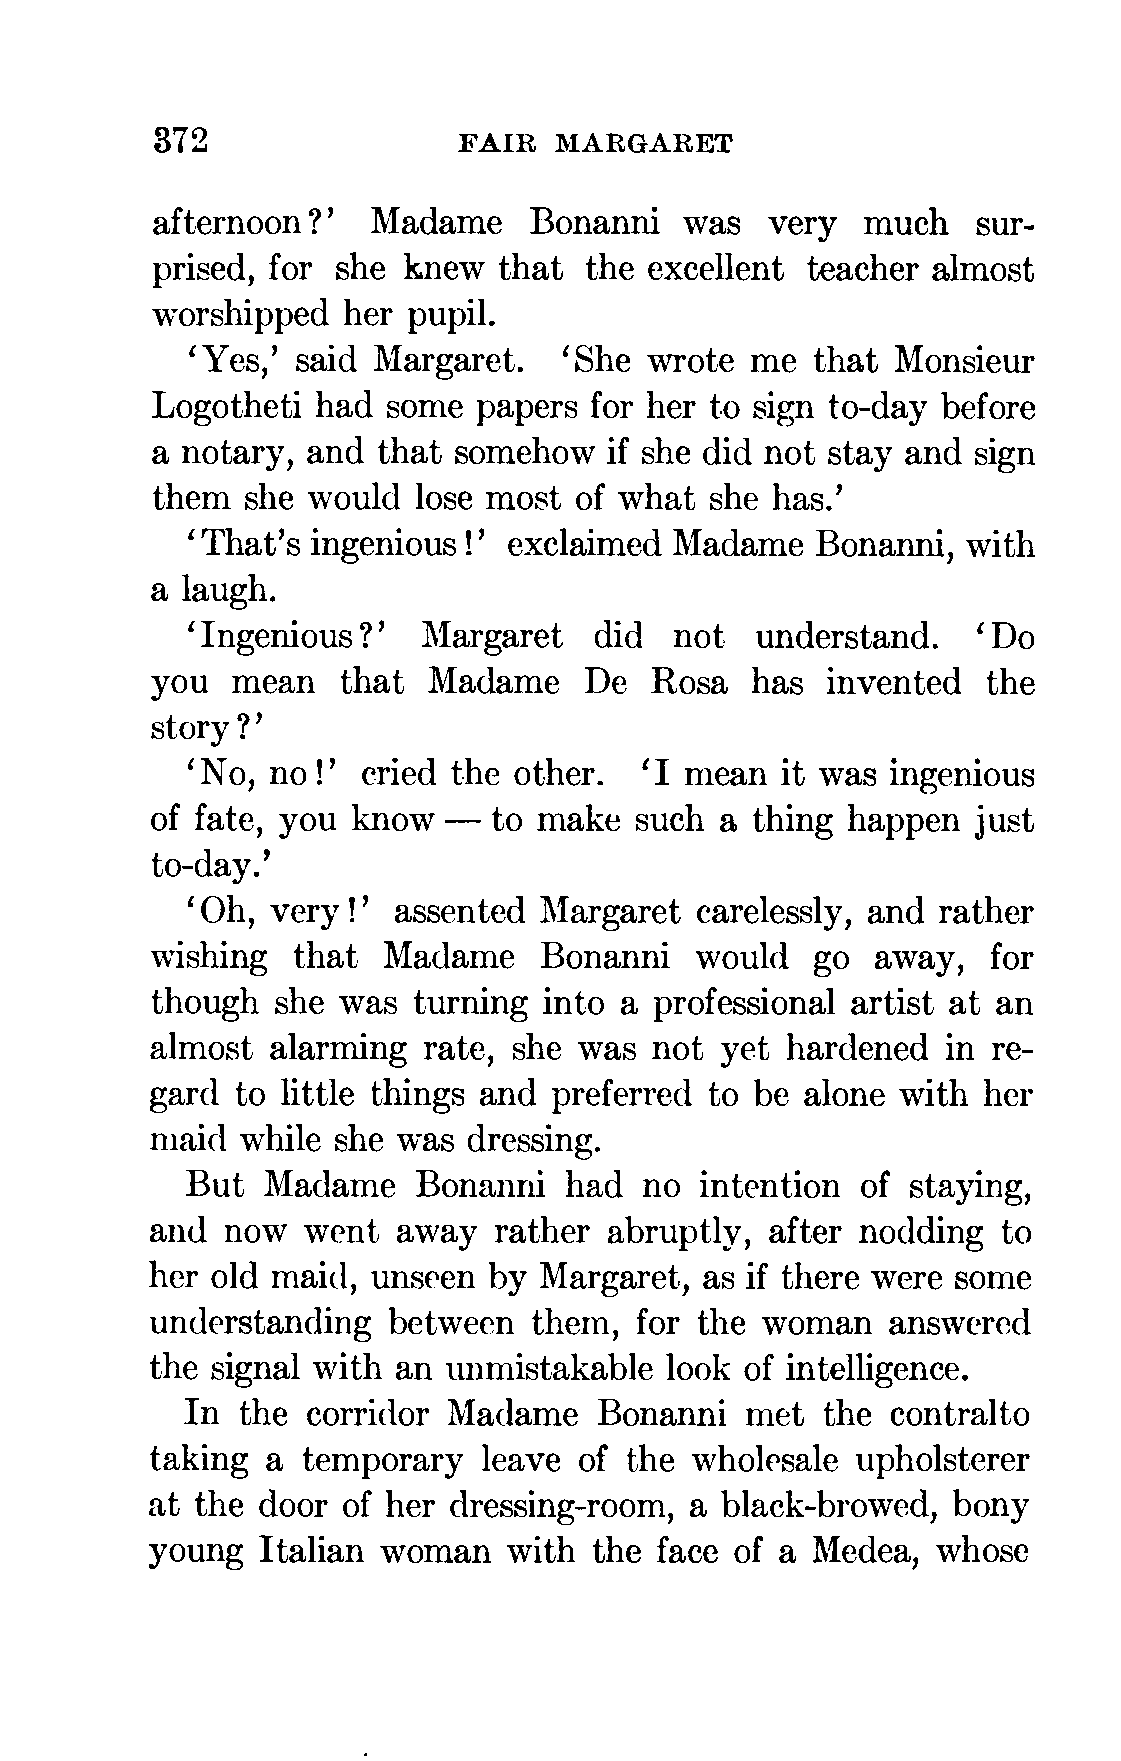 372 FAIR MARGARET
afternoon?' Madame Bonanni was very much sur-
prised, for she knew that the excellent teacher almost
worshipped her pupil.
'Yes,' said Margaret. 'She wrote me that Monsieur
Logotheti had some papers for her to sign to-day before
a notary, and that somehow if she did not stay and sign
them she would lose most of what she has.'
'That's ingenious!' exclaimed Madame Bonanni, with
a laugh.
'Ingenious?' Margaret did not understand. 'Do
you mean that Madame De Rosa has invented the
story?'
'No, no!' cried the other. 'I mean it was ingenious
of fate, you know — to make such a thing happen just
to-day.'
'Oh, very!' assented Margaret carelessly, and rather
wishing that Madame Bonanni would go away, for
though she was turning into a professional artist at an
almost alarming rate, she was not yet hardened in re-
gard to little things and preferred to be alone with her
maid while she was dressing.
But Madame Bonanni had no intention of staying,
and now went away rather abruptly, after nodding to
her old maid, unseen by Margaret, as if there were some
understanding between them, for the woman answered
the signal with an unmistakable look of intelligence.
In the corridor Madame Bonanni met the contralto
taking a temporary leave of the wholesale upholsterer
at the door of her dressing-room, a black-browed, bony
young Italian woman with the face of a Medea, whose